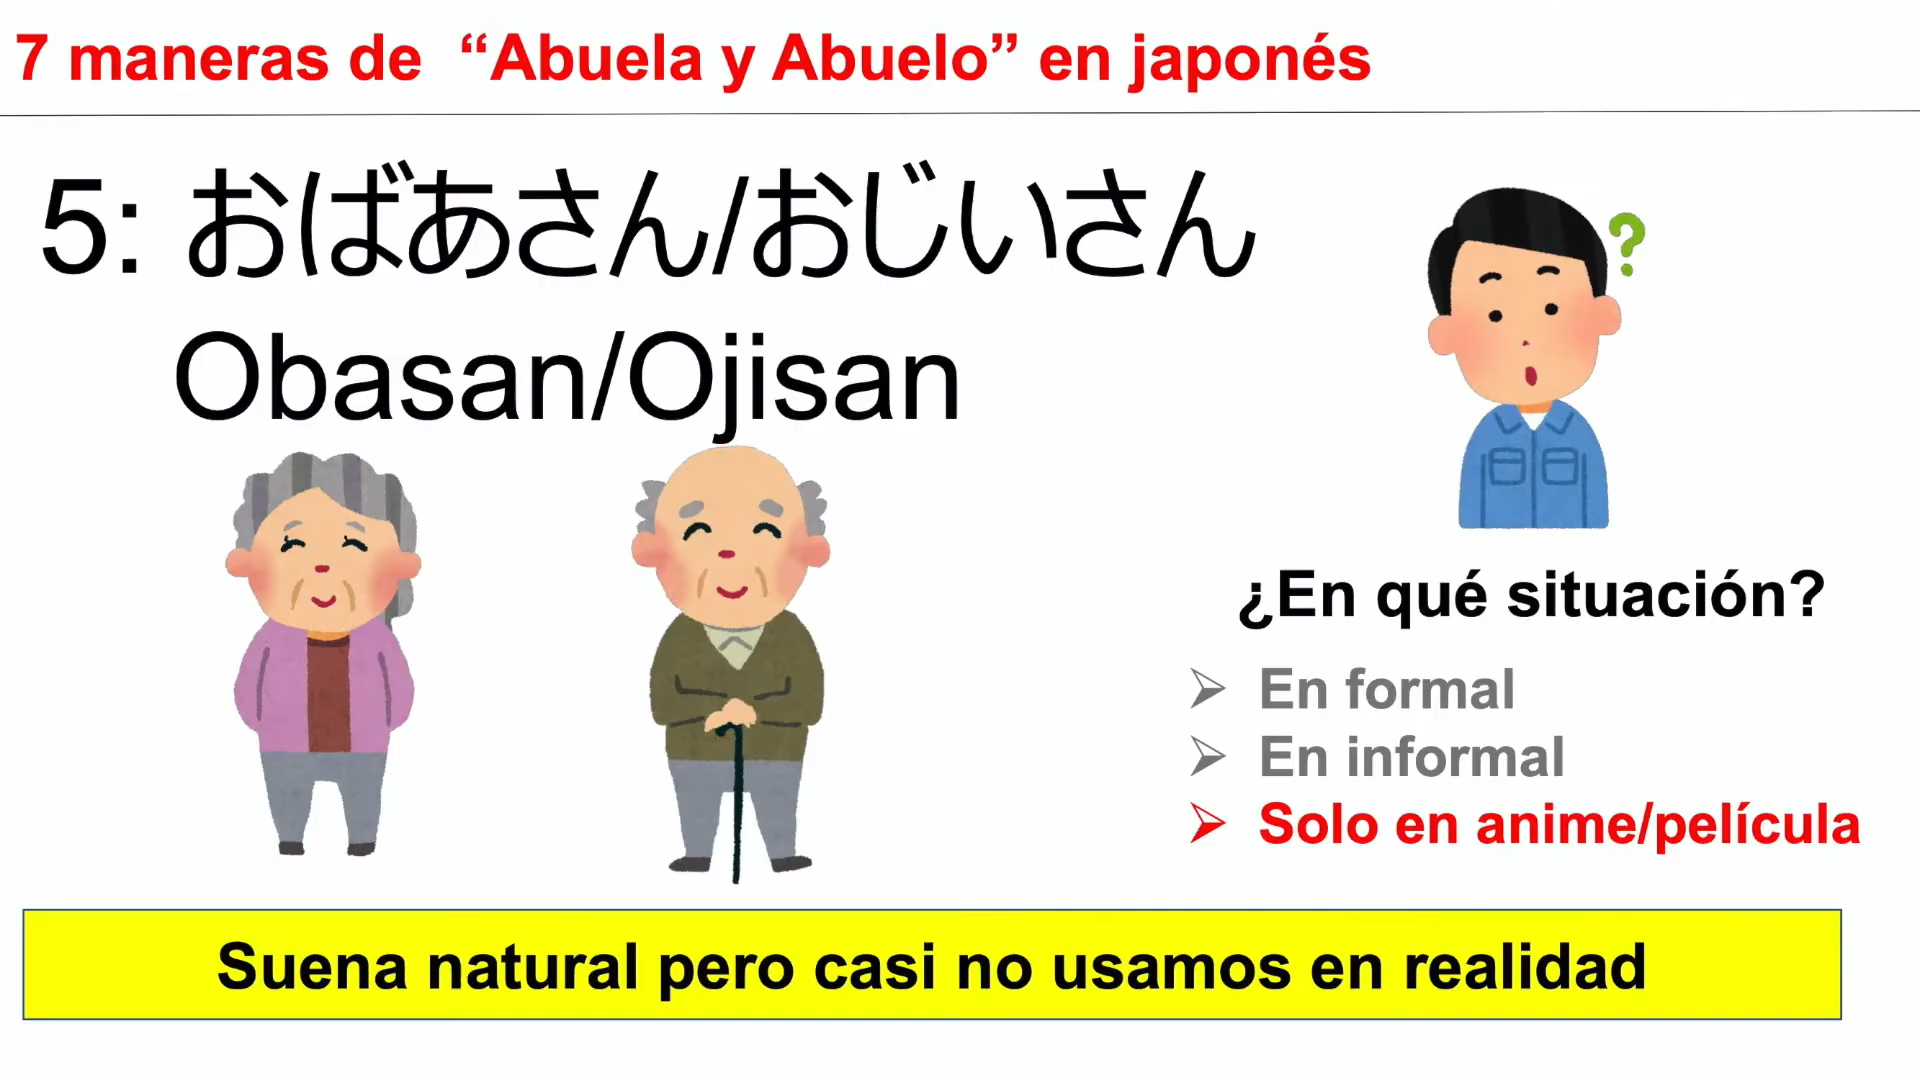 7 maneras de “Abuela y Abuelo” en japonés
5: おばあさん/おじいさん
Obasan/Ojisan
?
¿En qué situación?
➢ En formal
➢ En informal
➢ Solo en anime/película
Suena natural pero casi no usamos en realidad